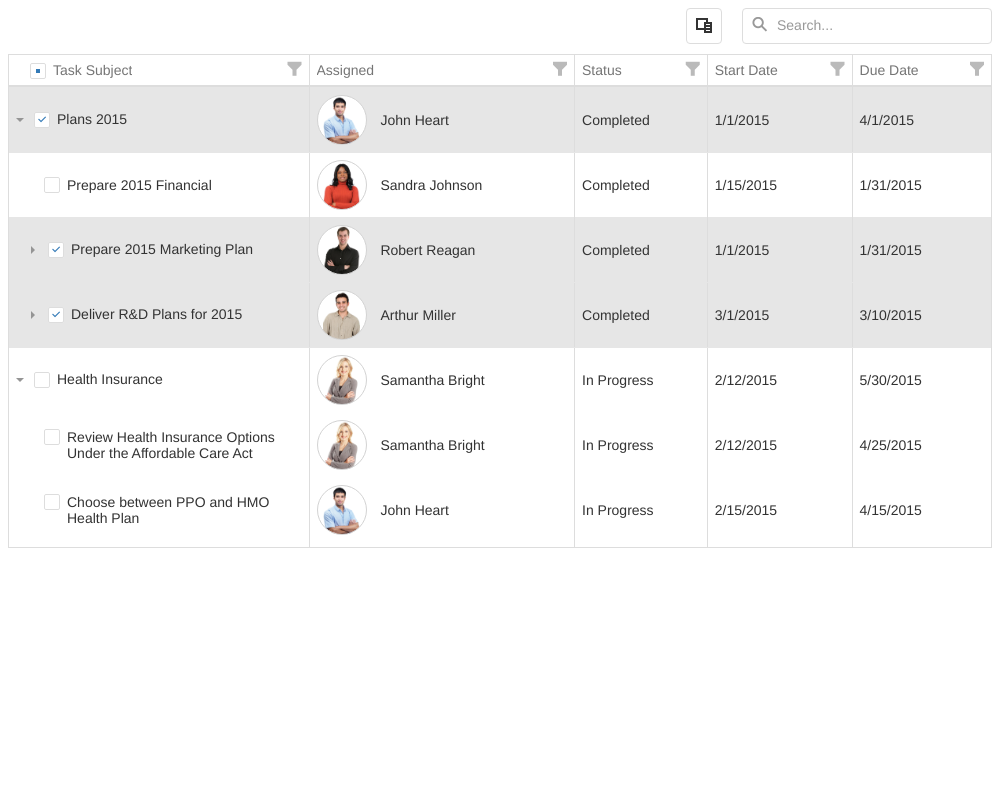 Search...
Task Subject Assigned Status Start Date Due Date
Plans 2015 John Heart Completed 1/1/2015 4/1/2015
Prepare 2015 Financial Sandra Johnson Completed 1/15/2015 1/31/2015
Prepare 2015 Marketing Plan Robert Reagan Completed 1/1/2015 1/31/2015
Deliver R&D Plans for 2015 Arthur Miller Completed 3/1/2015 3/10/2015
Health Insurance Samantha Bright In Progress 2/12/2015 5/30/2015
Review Health Insurance Options
Under the Affordable Care Act Samantha Bright In Progress 2/12/2015 4/25/2015
Choose between PPO and HMO
Health Plan John Heart In Progress 2/15/2015 4/15/2015